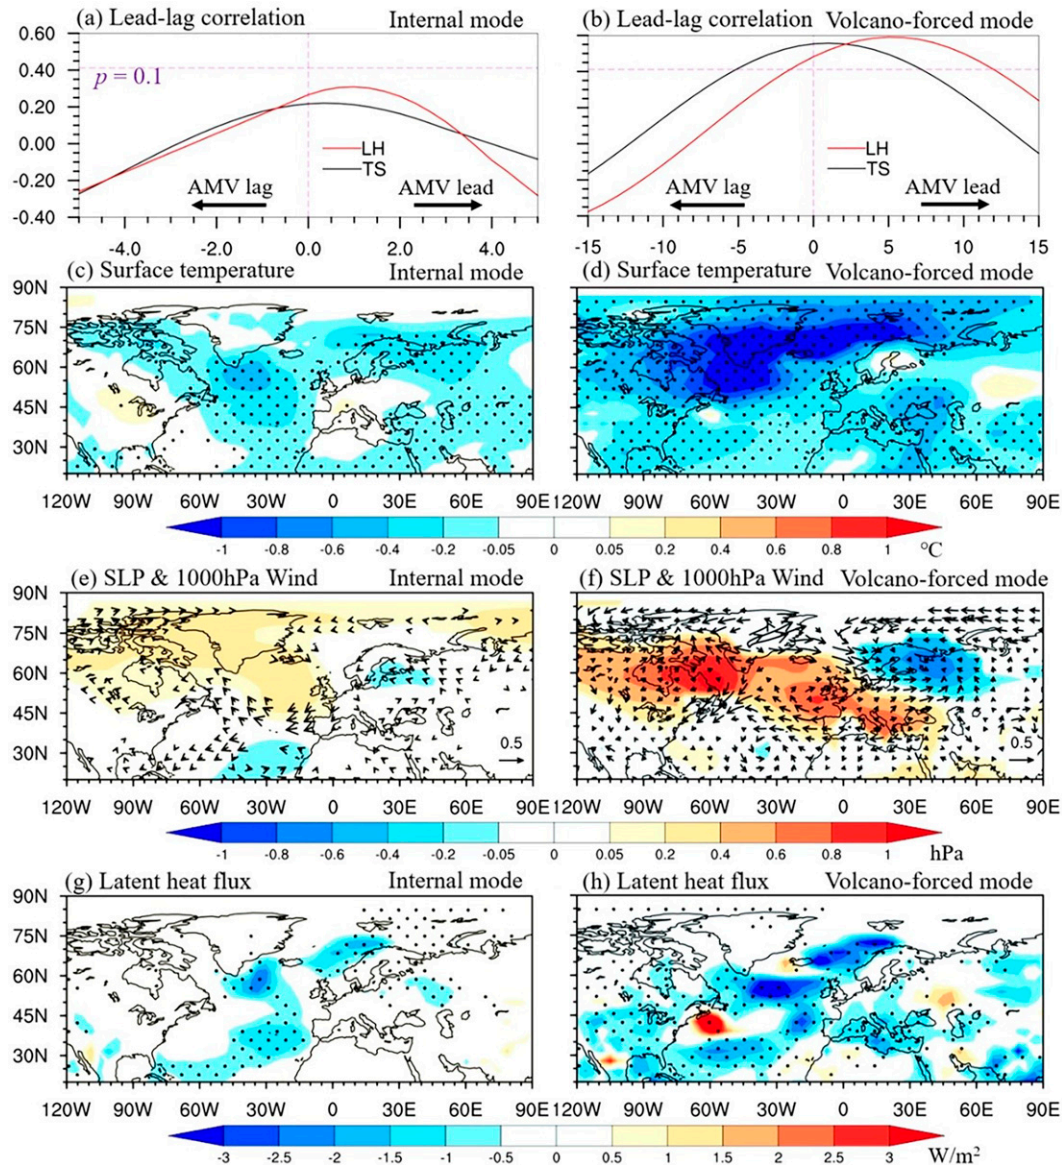 (a) Lead-lag correlation Internal mode
(b) Lead-lag correlation Volcano-forced mode
0.60
0.40
0.20
0.00
-0.20
-0.40
p = 0.1
LH
TS
AMV lag
AMV lead
-4.0 -2.0 0.0 2.0 4.0
LH
TS
AMV lag
AMV lead
-15 -10 -5 0 5 10 15
(c) Surface temperature Internal mode
(d) Surface temperature Volcano-forced mode
90N
75N
60N
45N
30N
120W 90W 60W 30W 0 30E 60E 90E
120W 90W 60W 30W 0 30E 60E 90E
-1 -0.8 -0.6 -0.4 -0.2 -0.05 0 0.05 0.2 0.4 0.6 0.8 1
°C
(e) SLP & 1000hPa Wind Internal mode
(f) SLP & 1000hPa Wind Volcano-forced mode
90N
75N
60N
45N
30N
0.5
0.5
120W 90W 60W 30W 0 30E 60E 90E
120W 90W 60W 30W 0 30E 60E 90E
-1 -0.8 -0.6 -0.4 -0.2 -0.05 0 0.05 0.2 0.4 0.6 0.8 1
hPa
(g) Latent heat flux Internal mode
(h) Latent heat flux Volcano-forced mode
90N
75N
60N
45N
30N
120W 90W 60W 30W 0 30E 60E 90E
120W 90W 60W 30W 0 30E 60E 90E
-3 -2.5 -2 -1.5 -1 -0.5 0 0.5 1 1.5 2 2.5 3
W/m²